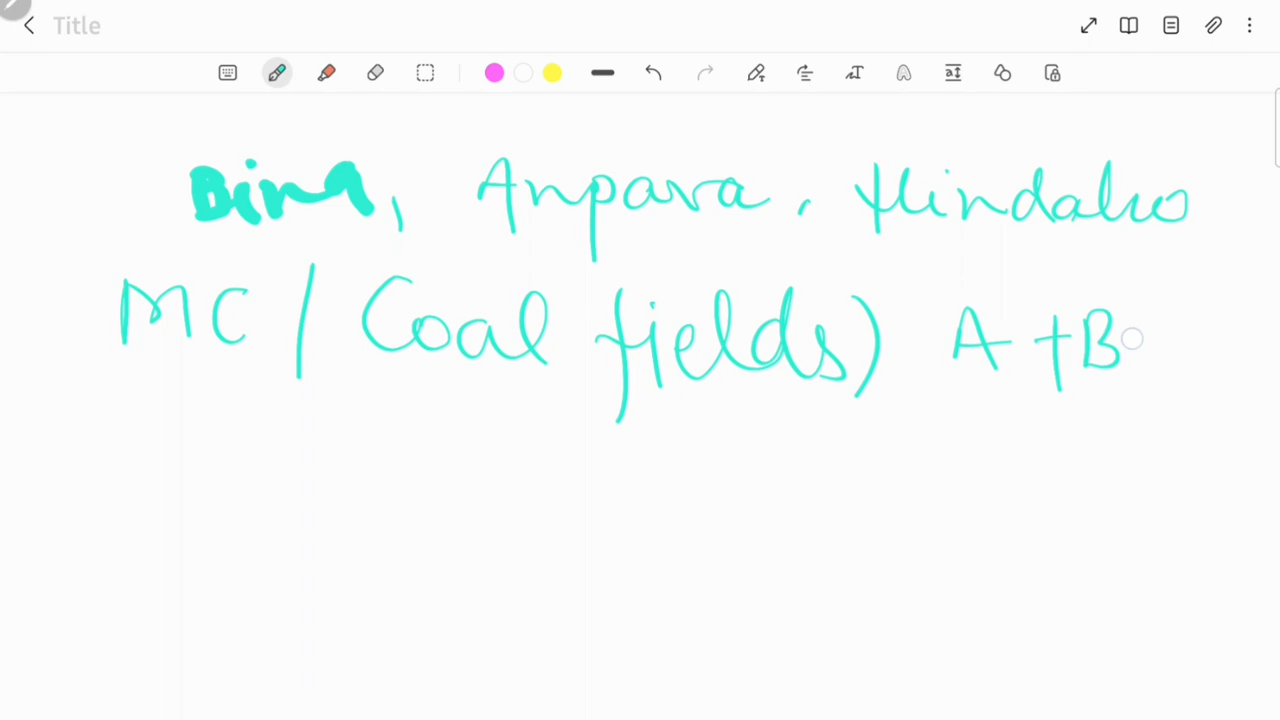 Title
Bina, Anpara, Hindalco
MC / Coal fields) A + B